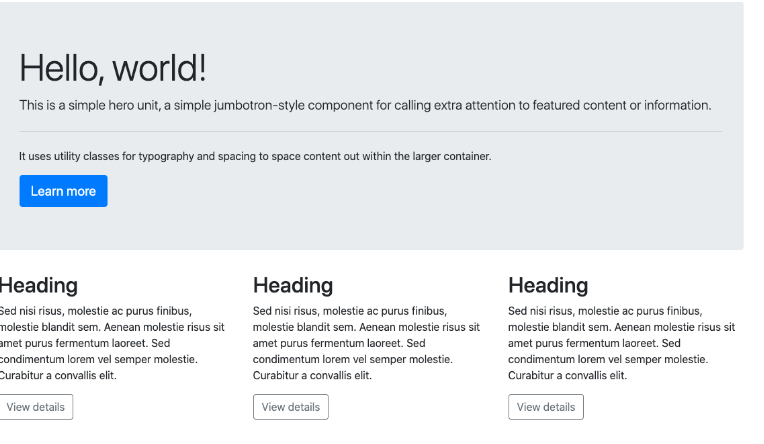 Hello, world!
This is a simple hero unit, a simple jumbotron-style component for calling extra attention to featured content or information.
It uses utility classes for typography and spacing to space content out within the larger container.
Learn more
Heading
Sed nisi risus, molestie ac purus finibus,
molestie blandit sem. Aenean molestie risus sit
amet purus fermentum laoreet. Sed
condimentum lorem vel semper molestie.
Curabitur a convallis elit.
View details
Heading
Sed nisi risus, molestie ac purus finibus,
molestie blandit sem. Aenean molestie risus sit
amet purus fermentum laoreet. Sed
condimentum lorem vel semper molestie.
Curabitur a convallis elit.
View details
Heading
Sed nisi risus, molestie ac purus finibus,
molestie blandit sem. Aenean molestie risus sit
amet purus fermentum laoreet. Sed
condimentum lorem vel semper molestie.
Curabitur a convallis elit.
View details